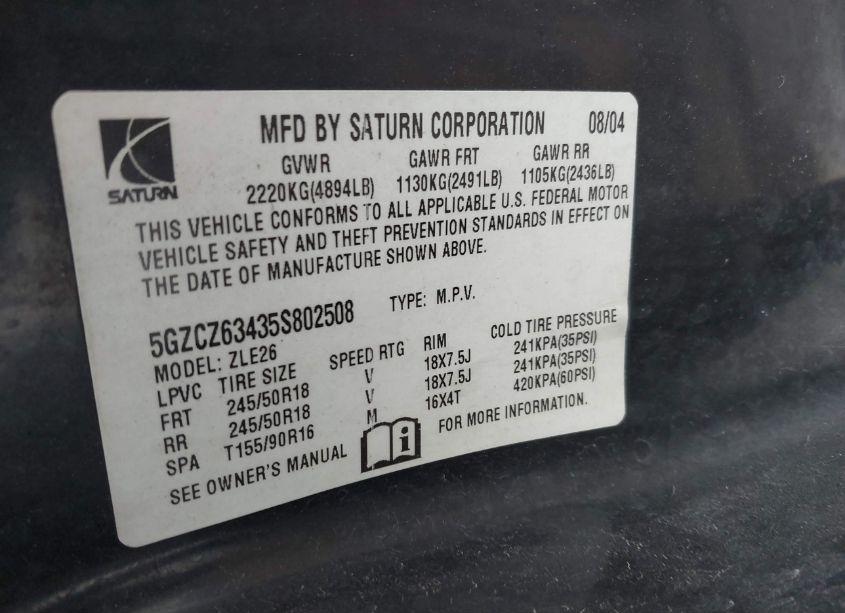 SATURN
MFD BY SATURN CORPORATION 08/04
GVWR GAWR FRT GAWR RR
2220KG(4894LB) 1130KG(2491LB) 1105KG(2436LB)
THIS VEHICLE CONFORMS TO ALL APPLICABLE U.S. FEDERAL MOTOR
VEHICLE SAFETY AND THEFT PREVENTION STANDARDS IN EFFECT ON
THE DATE OF MANUFACTURE SHOWN ABOVE.
5GZCZ63435S802508 TYPE: M.P.V.
MODEL: ZLE26
LPVC TIRE SIZE SPEED RTG RIM COLD TIRE PRESSURE
FRT 245/50R18 V 18X7.5J 241KPA(35PSI)
RR 245/50R18 V 18X7.5J 241KPA(35PSI)
SPA T155/90R16 M 16X4T 420KPA(60PSI)
SEE OWNER'S MANUAL i FOR MORE INFORMATION.